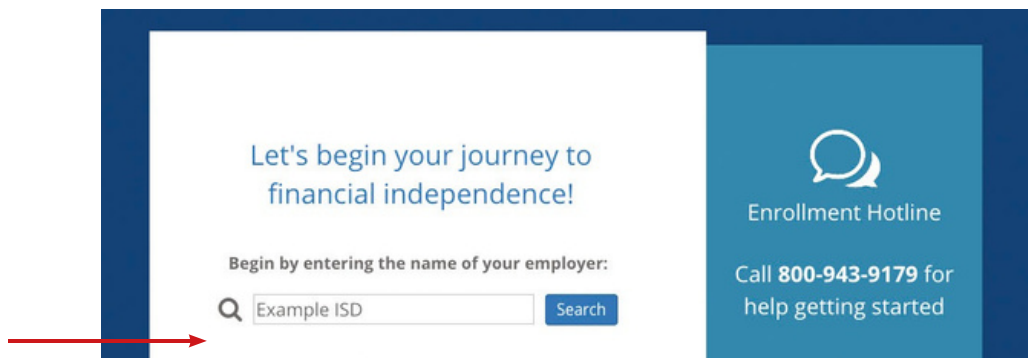 Let's begin your journey to
financial independence!
Begin by entering the name of your employer:
Example ISD
Search
Enrollment Hotline
Call 800-943-9179 for
help getting started